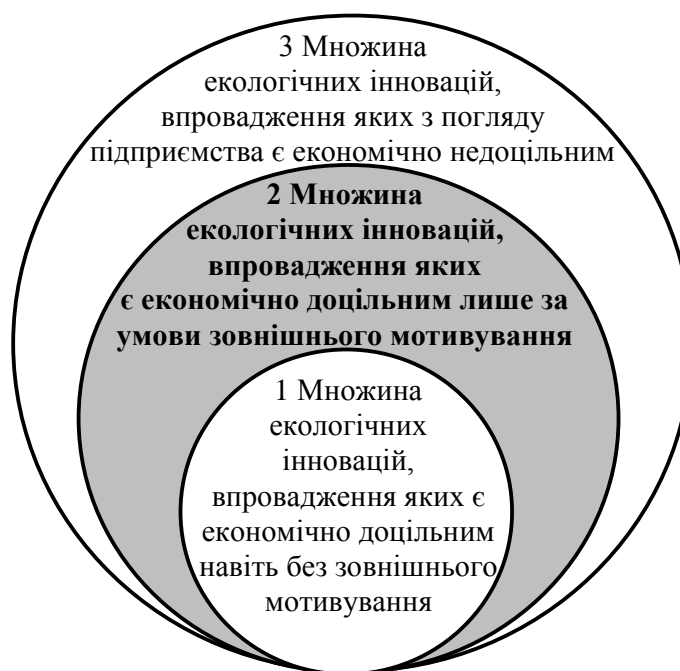 3 Множина
екологічних інновацій,
впровадження яких з погляду
підприємства є економічно недоцільним
2 Множина
екологічних інновацій,
впровадження яких
є економічно доцільним лише за
умови зовнішнього мотивування
1 Множина
екологічних
інновацій,
впровадження яких є
економічно доцільним
навіть без зовнішнього
мотивування